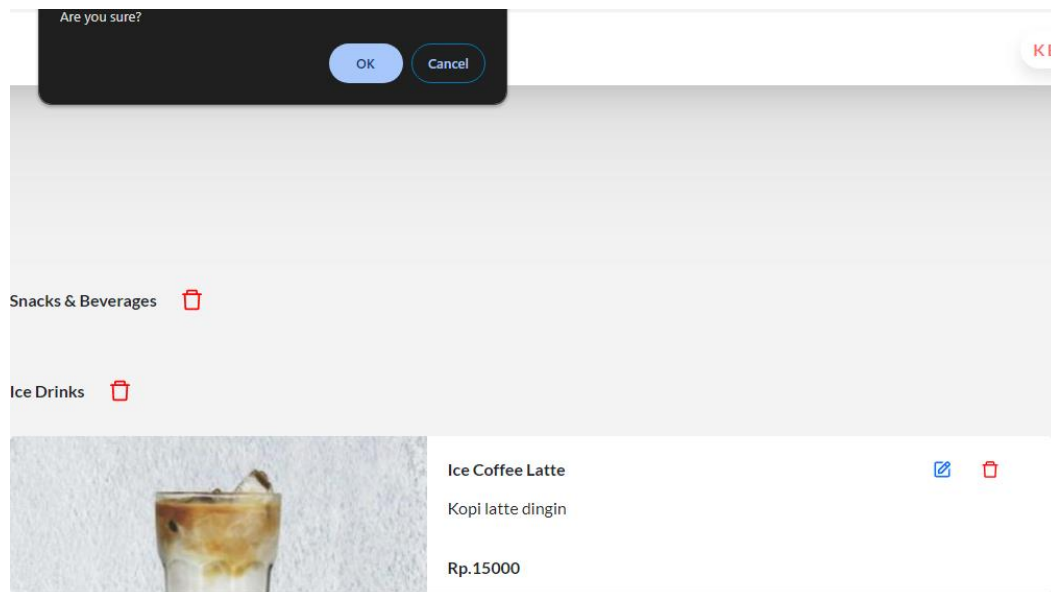 Are you sure?
OK
Cancel
Snacks & Beverages
Ice Drinks
Ice Coffee Latte
Kopi latte dingin
Rp.15000